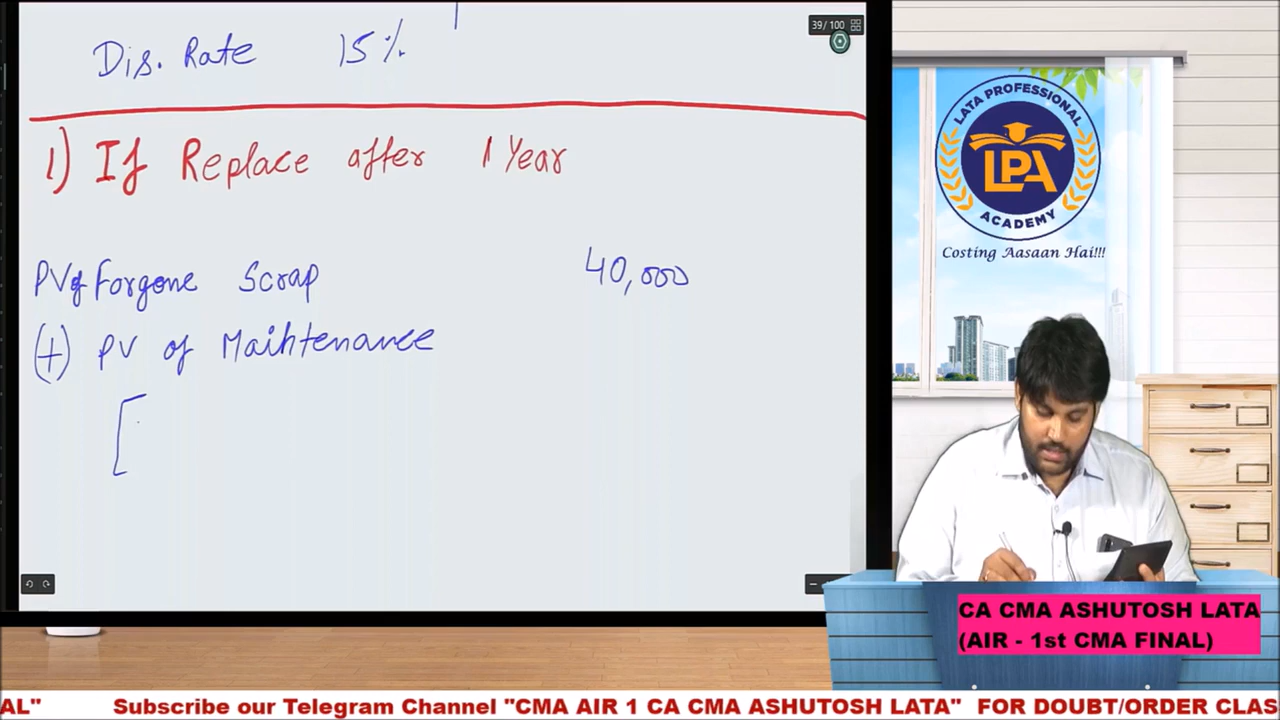 39/100
Dis. Rate 15%
1) If Replace after 1 Year
PV of Forgone Scrap 40,000
(+) PV of Maintenance
[
LATA PROFESSIONAL
LPA
ACADEMY
Costing Aasaan Hai!!!
CA CMA ASHUTOSH LATA
(AIR - 1st CMA FINAL)
AL" Subscribe our Telegram Channel "CMA AIR 1 CA CMA ASHUTOSH LATA" FOR DOUBT/ORDER CLAS